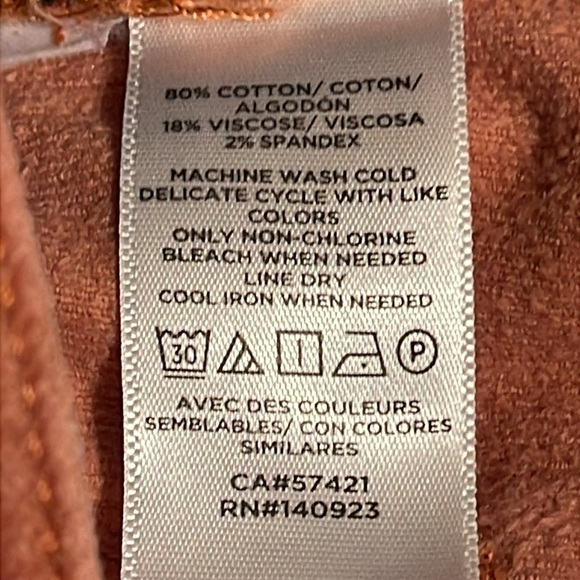 80% COTTON/ COTON/
ALGODÓN
18% VISCOSE/ VISCOSA
2% SPANDEX
MACHINE WASH COLD
DELICATE CYCLE WITH LIKE
COLORS
ONLY NON-CHLORINE
BLEACH WHEN NEEDED
LINE DRY
COOL IRON WHEN NEEDED
30 P
AVEC DES COULEURS
SEMBLABLES/ CON COLORES
SIMILARES
CA#57421
RN#140923